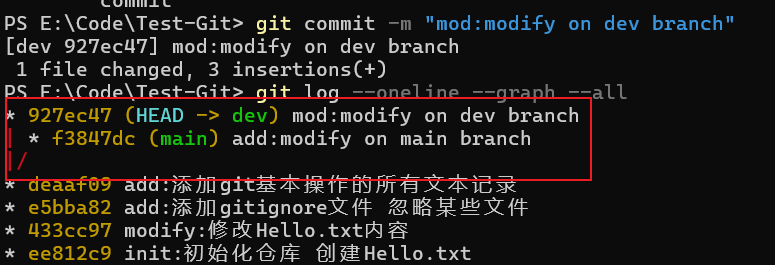 commit
PS E:\Code\Test-Git> git commit -m "mod:modify on dev branch"
[dev 927ec47] mod:modify on dev branch
1 file changed, 3 insertions(+)
PS E:\Code\Test-Git> git log --oneline --graph --all
* 927ec47 (HEAD -> dev) mod:modify on dev branch
| * f3847dc (main) add:modify on main branch
|/
* deaaf09 add:添加git基本操作的所有文本记录
* e5bba82 add:添加gitignore文件 忽略某些文件
* 433cc97 modify:修改Hello.txt内容
* ee812c9 init:初始化仓库 创建Hello.txt